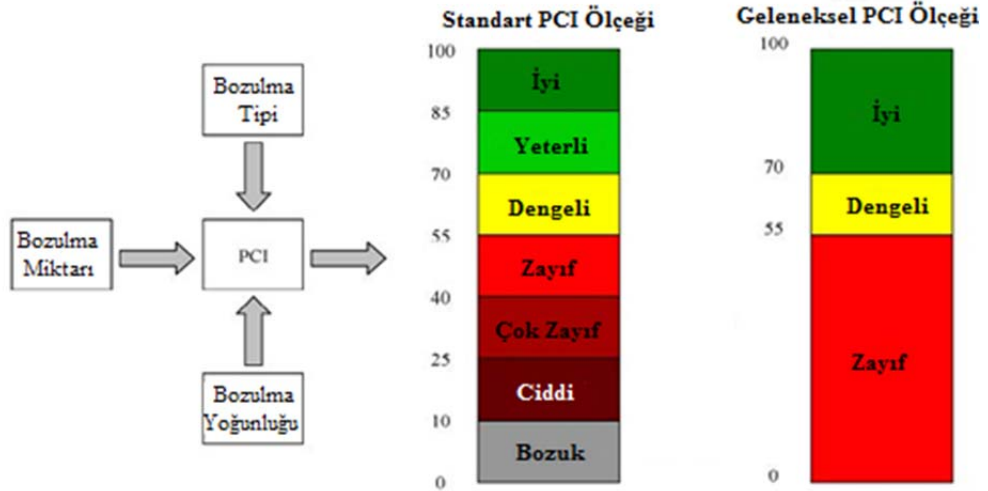 Standart PCI Ölçeği
Geleneksel PCI Ölçeği
Bozulma
Tipi
Bozulma
Miktarı
PCI
Bozulma
Yoğunluğu
100
85
70
55
40
25
10
0
İyi
Yeterli
Dengeli
Zayıf
Çok Zayıf
Ciddi
Bozuk
100
70
55
0
İyi
Dengeli
Zayıf